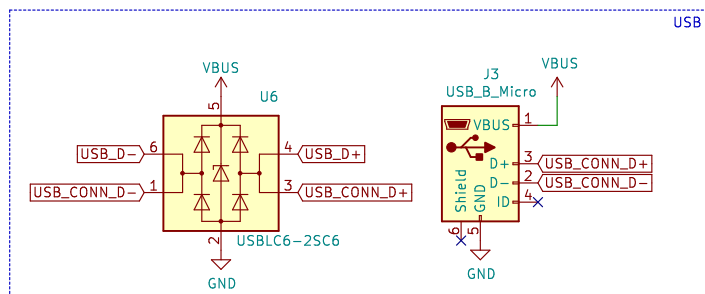 USB
VBUS
U6
5
6
USB_D-
4
USB_D+
1
USB_CONN_D-
3
USB_CONN_D+
2
USBLC6-2SC6
GND
J3
USB_B_Micro
VBUS
VBUS
1
D+
3
USB_CONN_D+
D-
2
USB_CONN_D-
ID
4
Shield
GND
6
5
GND